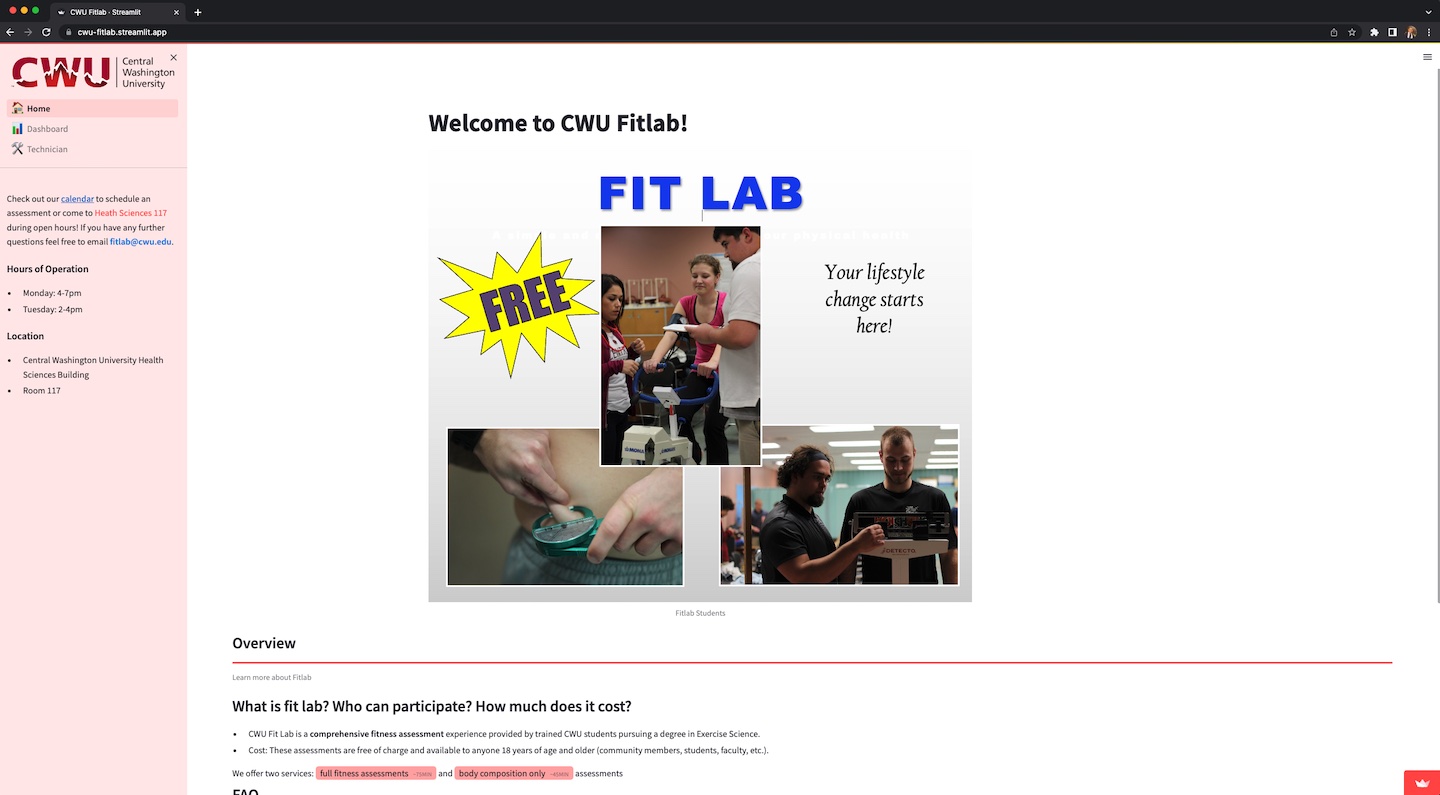 CWU Fitlab · Streamlit
cwu-fitlab.streamlit.app
CWU
Central
Washington
University
Home
Dashboard
Technician
Check out our calendar to schedule an
assessment or come to Heath Sciences 117
during open hours! If you have any further
questions feel free to email fitlab@cwu.edu.
Hours of Operation
• Monday: 4-7pm
• Tuesday: 2-4pm
Location
• Central Washington University Health
Sciences Building
• Room 117
Welcome to CWU Fitlab!
FIT LAB
physical health
FREE
Your lifestyle
change starts
here!
MONARK
DETECTO
Fitlab Students
Overview
Learn more about Fitlab
What is fit lab? Who can participate? How much does it cost?
• CWU Fit Lab is a comprehensive fitness assessment experience provided by trained CWU students pursuing a degree in Exercise Science.
• Cost: These assessments are free of charge and available to anyone 18 years of age and older (community members, students, faculty, etc.).
We offer two services: full fitness assessments ~75MIN and body composition only ~45MIN assessments
FAQ